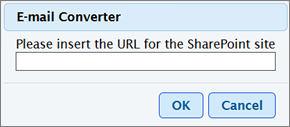 E-mail Converter
Please insert the URL for the SharePoint site
OK Cancel